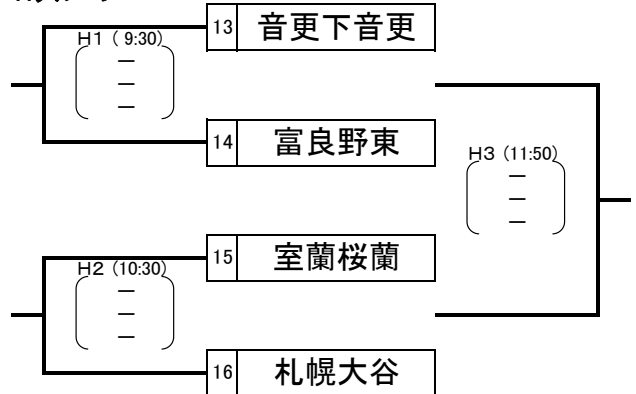 13 音更下音更
H1 ( 9:30)
—
—
—
14 富良野東
H3 (11:50)
—
—
—
15 室蘭桜蘭
H2 (10:30)
—
—
—
16 札幌大谷